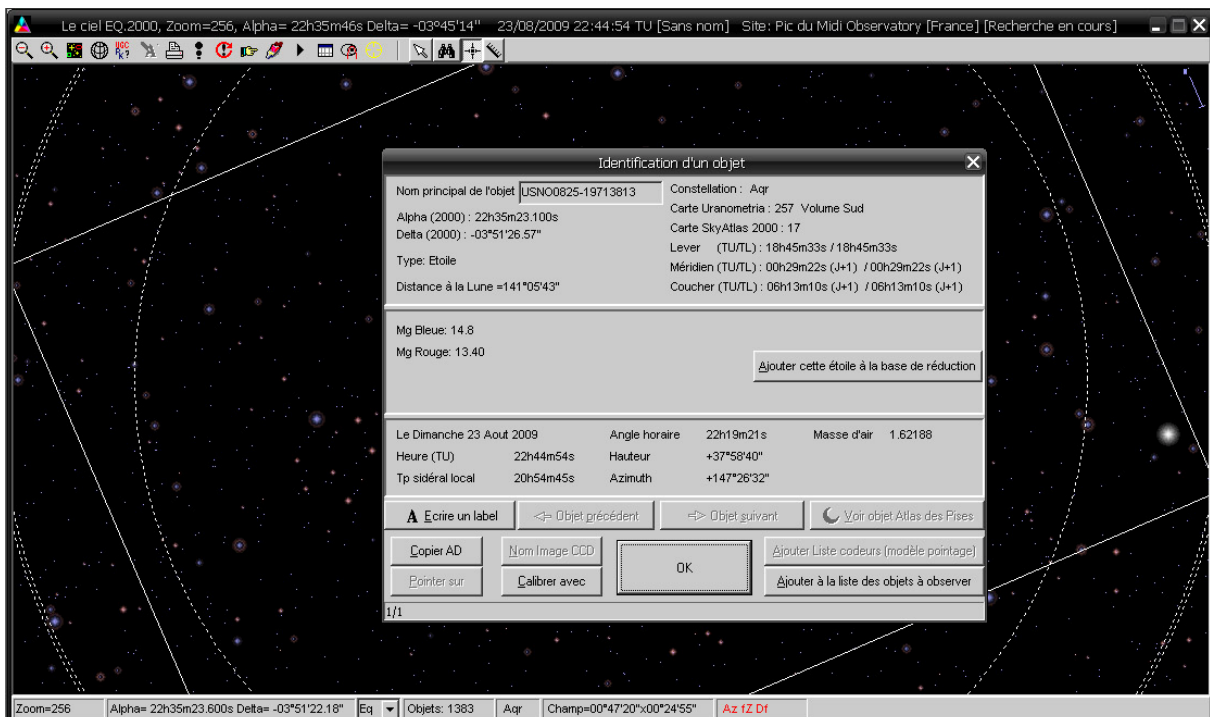 Le ciel EQ.2000, Zoom=256, Alpha= 22h35m46s Delta= -03°45'14" 23/08/2009 22:44:54 TU [Sans nom] Site: Pic du Midi Observatory [France] [Recherche en cours]
Identification d'un objet
Nom principal de l'objet USNO0825-19713813
Alpha (2000) : 22h35m23.100s
Delta (2000) : -03°51'26.57"
Type: Etoile
Distance à la Lune =141°05'43"
Constellation : Aqr
Carte Uranometria : 257 Volume Sud
Carte SkyAtlas 2000 : 17
Lever (TU/TL) : 18h45m33s / 18h45m33s
Méridien (TU/TL) : 00h29m22s (J+1) / 00h29m22s (J+1)
Coucher (TU/TL) : 06h13m10s (J+1) / 06h13m10s (J+1)
Mg Bleue: 14.8
Mg Rouge: 13.40
Ajouter cette étoile à la base de réduction
Le Dimanche 23 Aout 2009 Angle horaire 22h19m21s Masse d'air 1.62188
Heure (TU) 22h44m54s Hauteur +37°58'40"
Tp sidéral local 20h54m45s Azimuth +147°26'32"
A Ecrire un label <= Objet précédent => Objet suivant Voir objet Atlas des Pises
Copier AD Nom Image CCD OK Ajouter Liste codeurs (modèle pointage)
Pointer sur Calibrer avec Ajouter à la liste des objets à observer
1/1
Zoom=256 Alpha= 22h35m23.600s Delta= -03°51'22.18" Eq Objets: 1383 Aqr Champ=00°47'20"x00°24'55" Az fZ Df